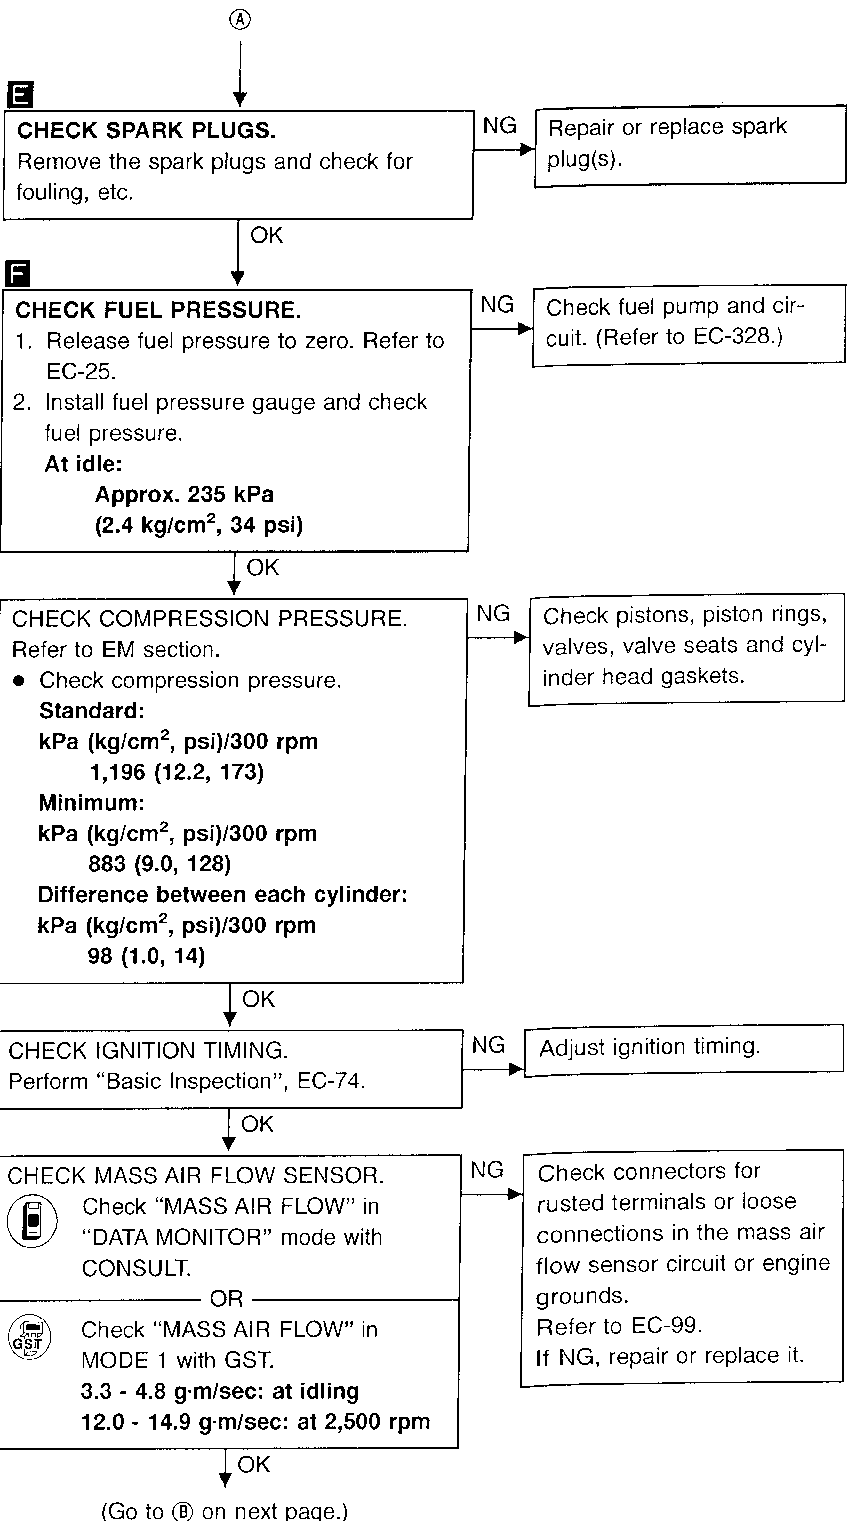 Ⓐ
E
CHECK SPARK PLUGS.
Remove the spark plugs and check for
fouling, etc.
NG
Repair or replace spark
plug(s).
OK
F
CHECK FUEL PRESSURE.
1. Release fuel pressure to zero. Refer to
EC-25.
2. Install fuel pressure gauge and check
fuel pressure.
At idle:
Approx. 235 kPa
(2.4 kg/cm², 34 psi)
NG
Check fuel pump and cir-
cuit. (Refer to EC-328.)
OK
CHECK COMPRESSION PRESSURE.
Refer to EM section.
● Check compression pressure.
Standard:
kPa (kg/cm², psi)/300 rpm
1,196 (12.2, 173)
Minimum:
kPa (kg/cm², psi)/300 rpm
883 (9.0, 128)
Difference between each cylinder:
kPa (kg/cm², psi)/300 rpm
98 (1.0, 14)
NG
Check pistons, piston rings,
valves, valve seats and cyl-
inder head gaskets.
OK
CHECK IGNITION TIMING.
Perform “Basic Inspection”, EC-74.
NG
Adjust ignition timing.
OK
CHECK MASS AIR FLOW SENSOR.
Check “MASS AIR FLOW” in
“DATA MONITOR” mode with
CONSULT.
OR
GST
Check “MASS AIR FLOW” in
MODE 1 with GST.
3.3 - 4.8 g·m/sec: at idling
12.0 - 14.9 g·m/sec: at 2,500 rpm
NG
Check connectors for
rusted terminals or loose
connections in the mass air
flow sensor circuit or engine
grounds.
Refer to EC-99.
If NG, repair or replace it.
OK
(Go to Ⓑ on next page.)